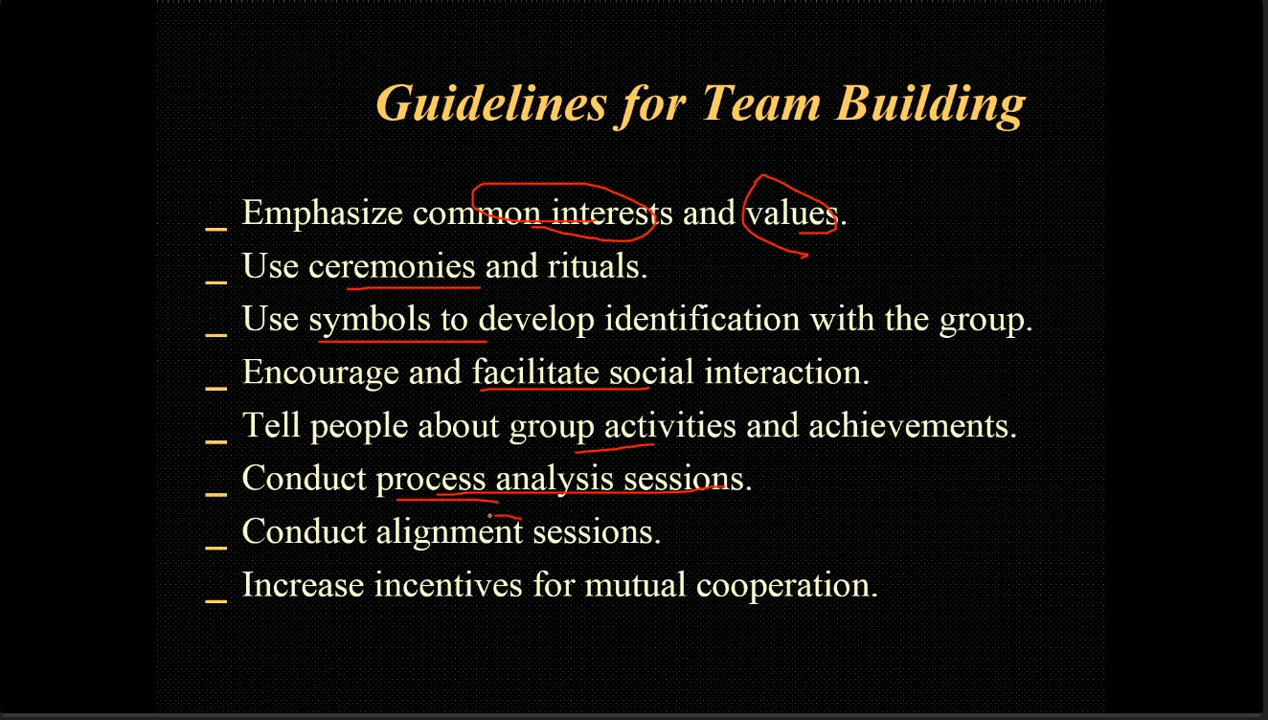 Guidelines for Team Building
_ Emphasize common interests and values.
_ Use ceremonies and rituals.
_ Use symbols to develop identification with the group.
_ Encourage and facilitate social interaction.
_ Tell people about group activities and achievements.
_ Conduct process analysis sessions.
_ Conduct alignment sessions.
_ Increase incentives for mutual cooperation.